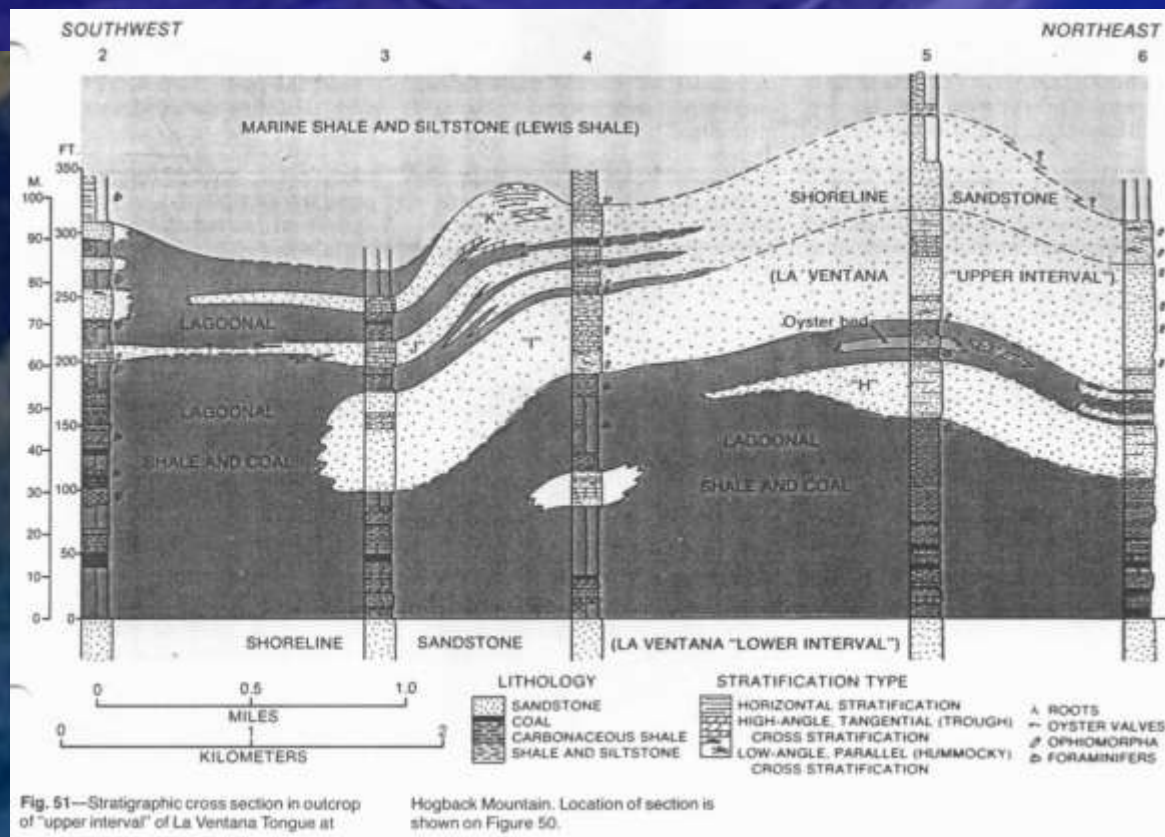 SOUTHWEST
NORTHEAST
2
3
4
5
6
MARINE SHALE AND SILTSTONE (LEWIS SHALE)
M.
FT.
350
300
250
200
150
100
50
0
100
90
80
70
60
50
40
30
20
10
0
"K"
SHORELINE
SANDSTONE
(LA VENTANA
"UPPER INTERVAL")
LAGOONAL
"J"
"I"
Oyster bed
"H"
LAGOONAL
SHALE AND COAL
LAGOONAL
SHALE AND COAL
SHORELINE
SANDSTONE
(LA VENTANA "LOWER INTERVAL")
0
0.5
1.0
MILES
0
2
KILOMETERS
LITHOLOGY
SANDSTONE
COAL
CARBONACEOUS SHALE
SHALE AND SILTSTONE
STRATIFICATION TYPE
HORIZONTAL STRATIFICATION
HIGH-ANGLE, TANGENTIAL (TROUGH)
CROSS STRATIFICATION
LOW-ANGLE, PARALLEL (HUMMOCKY)
CROSS STRATIFICATION
ROOTS
OYSTER VALVES
OPHIOMORPHA
FORAMINIFERS
Fig. 51—Stratigraphic cross section in outcrop
of "upper interval" of La Ventana Tongue at
Hogback Mountain. Location of section is
shown on Figure 50.